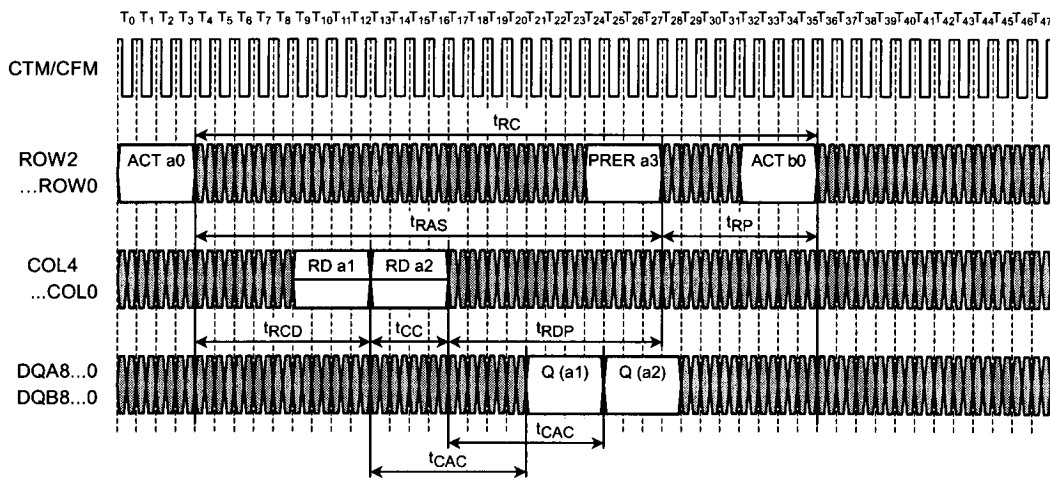 T0 T1 T2 T3 T4 T5 T6 T7 T8 T9 T10 T11 T12 T13 T14 T15 T16 T17 T18 T19 T20 T21 T22 T23 T24 T25 T26 T27 T28 T29 T30 T31 T32 T33 T34 T35 T36 T37 T38 T39 T40 T41 T42 T43 T44 T45 T46 T47
CTM/CFM
tRC
ROW2
...ROW0
ACT a0
PRER a3
ACT b0
tRAS
tRP
COL4
...COL0
RD a1
RD a2
tRCD
tCC
tRDP
DQA8...0
DQB8...0
Q (a1)
Q (a2)
tCAC
tCAC